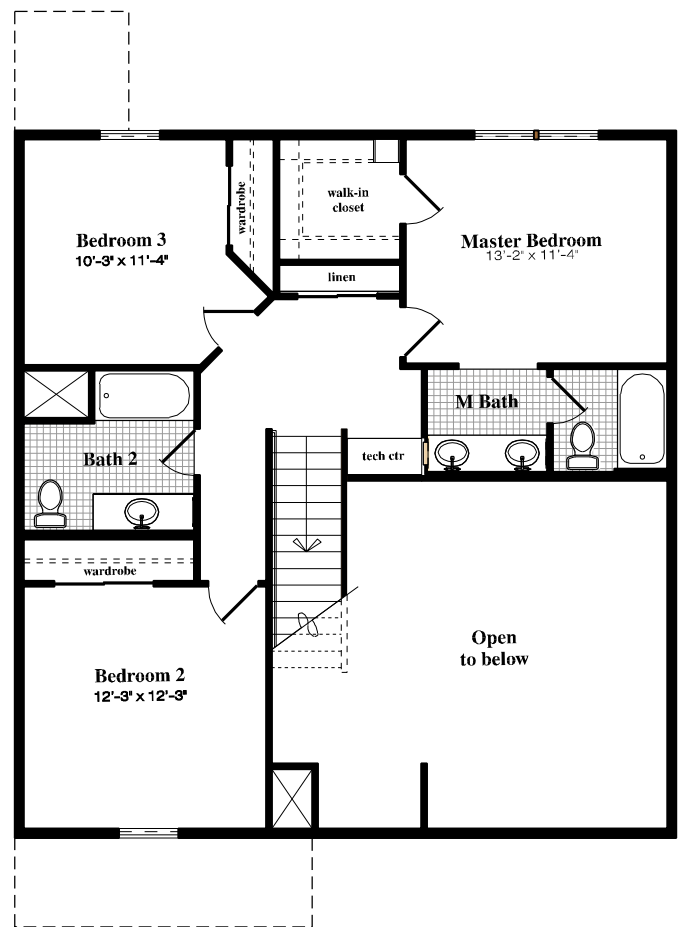 wardrobe
walk-in
closet
Bedroom 3
10'-3" x 11'-4"
Master Bedroom
13'-2" x 11'-4"
linen
M Bath
Bath 2
tech ctr
wardrobe
Open
to below
Bedroom 2
12'-3" x 12'-3"